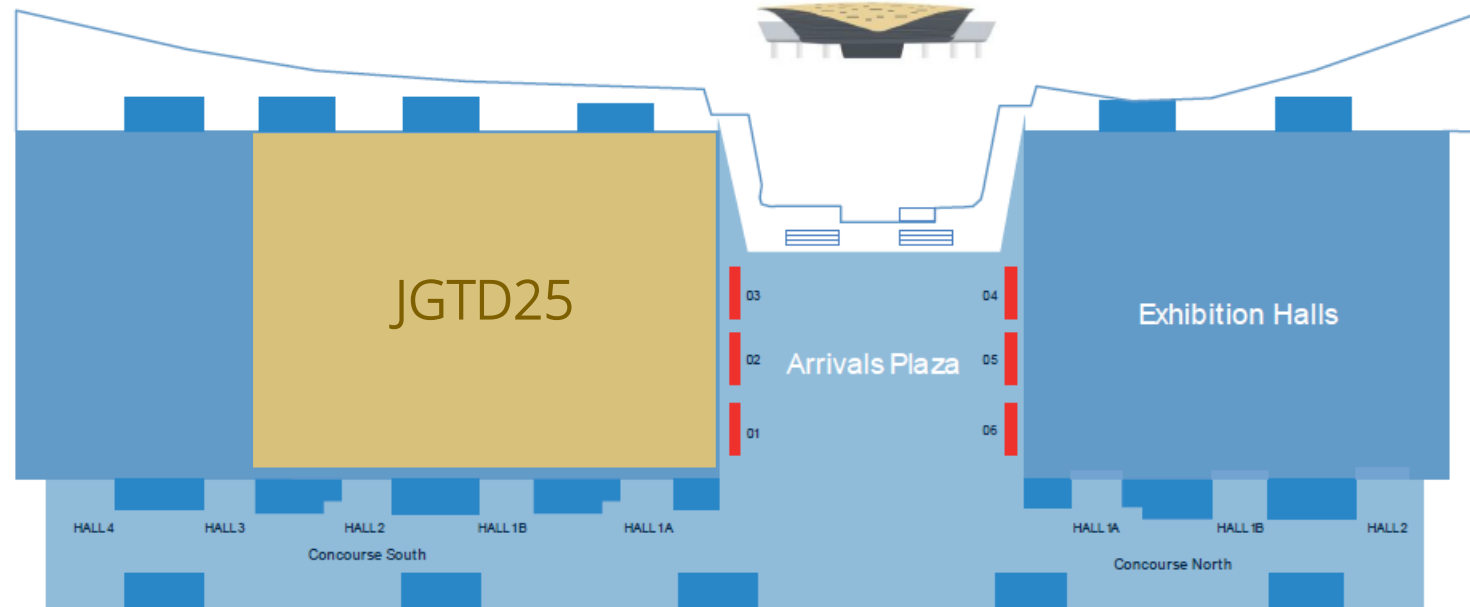 JGTD25
03
04
Exhibition Halls
02
Arrivals Plaza
05
01
06
HALL 4
HALL 3
HALL 2
HALL 1B
HALL 1A
HALL 1A
HALL 1B
HALL 2
Concourse South
Concourse North